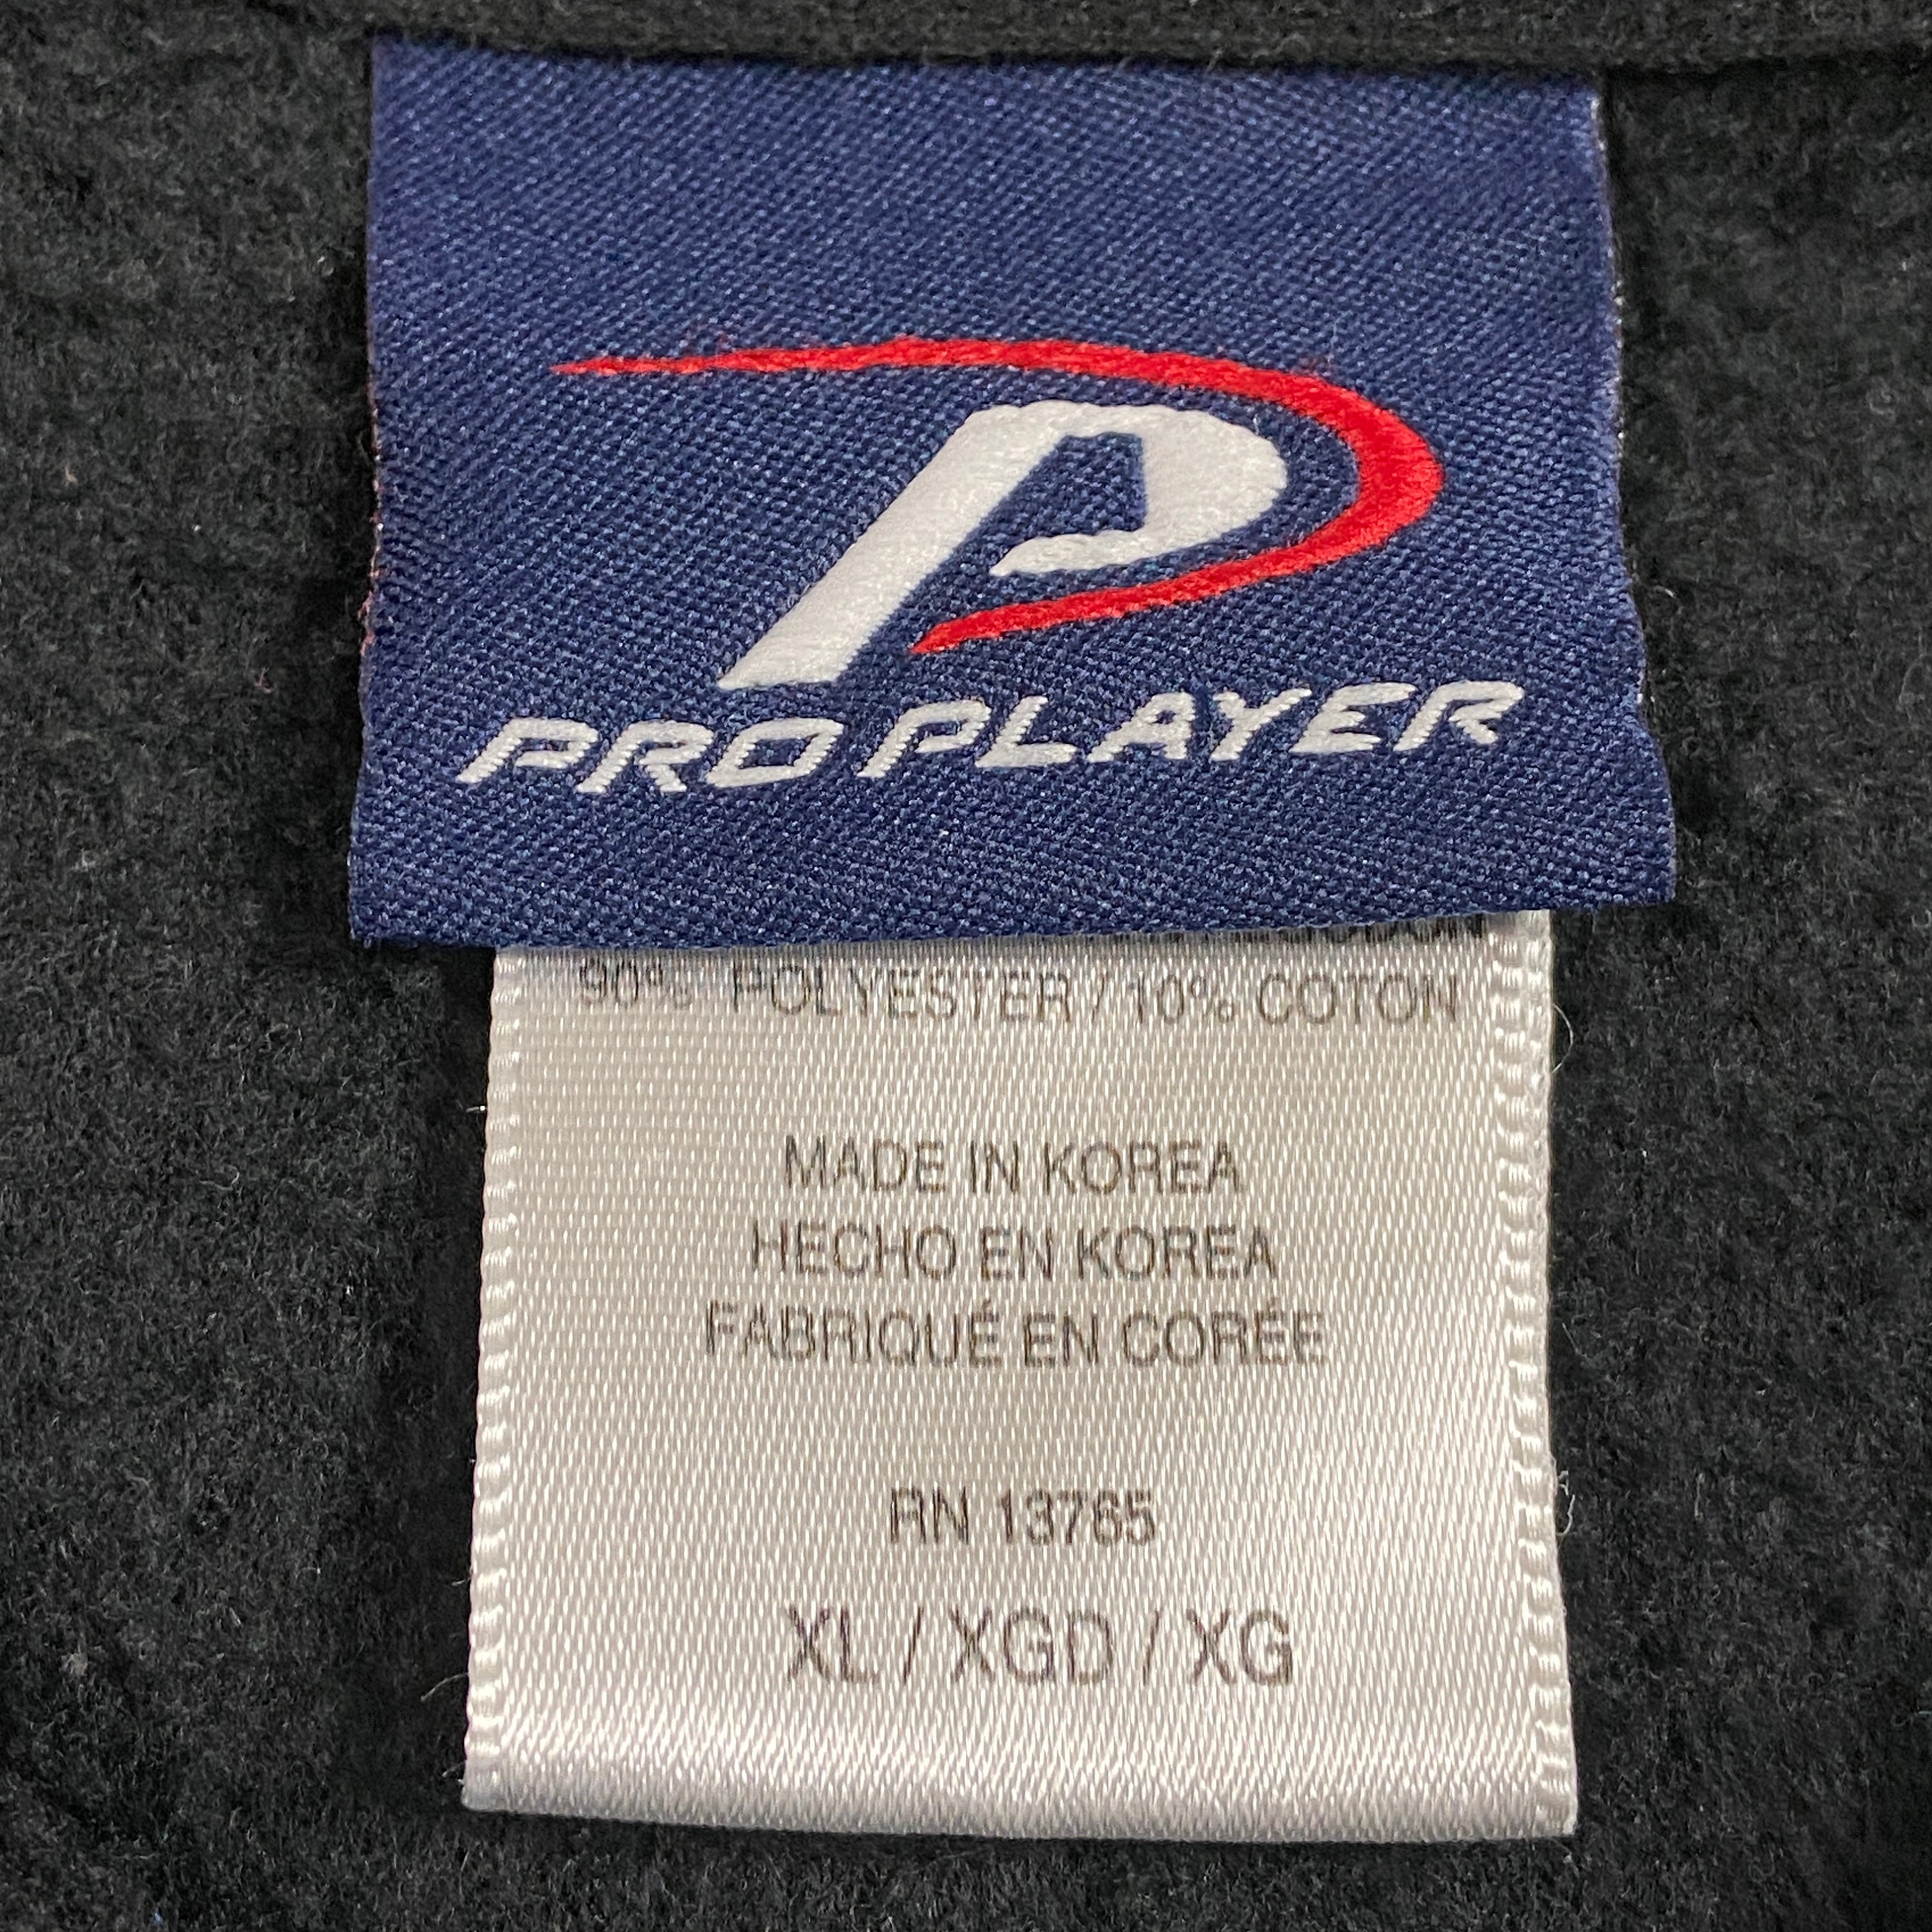 PRO PLAYER
90% POLYESTER / 10% COTON
MADE IN KOREA
HECHO EN KOREA
FABRIQUÉ EN CORÉE
RN 13765
XL / XGD / XG